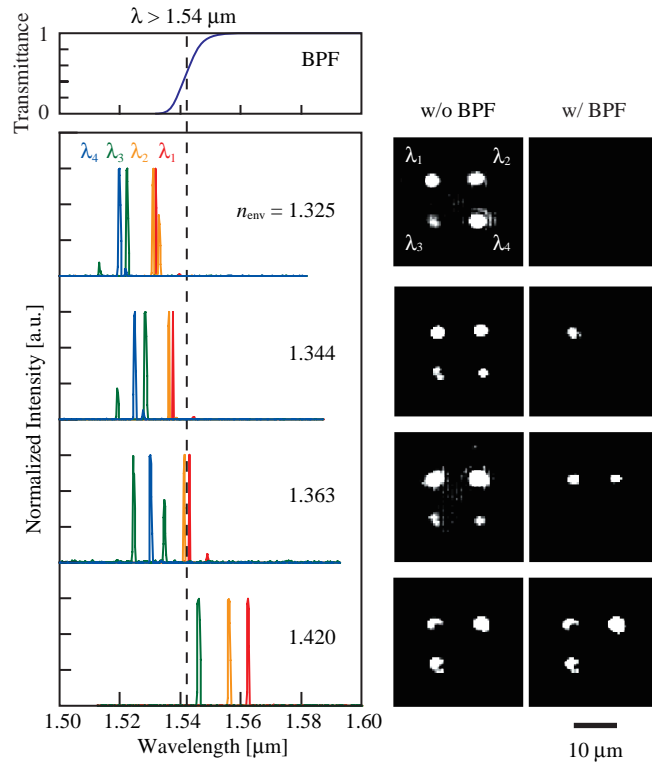 λ > 1.54 μm
Transmittance
1
0
BPF
w/o BPF
w/ BPF
λ4 λ3 λ2 λ1
nenv = 1.325
λ1
λ2
λ3
λ4
1.344
Normalized Intensity [a.u.]
1.363
1.420
1.50
1.52
1.54
1.56
1.58
1.60
Wavelength [μm]
10 μm